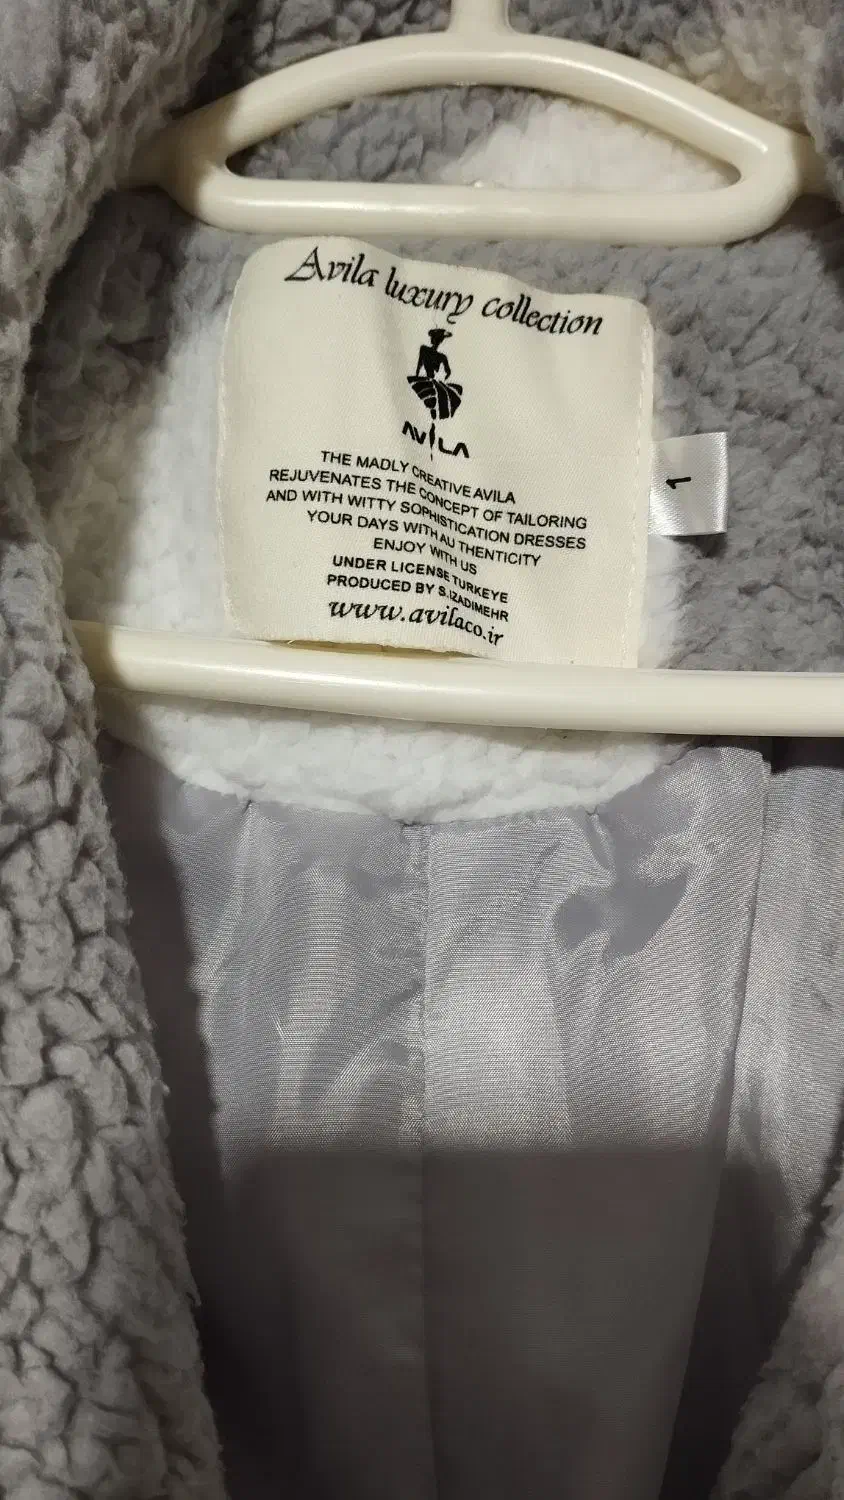 Avila luxury collection
AVILA
THE MADLY CREATIVE AVILA
REJUVENATES THE CONCEPT OF TAILORING
AND WITH WITTY SOPHISTICATION DRESSES
YOUR DAYS WITH AU THENTICITY
ENJOY WITH US
UNDER LICENSE TURKEYE
PRODUCED BY S.IZADIMEHR
www.avilaco.ir
1